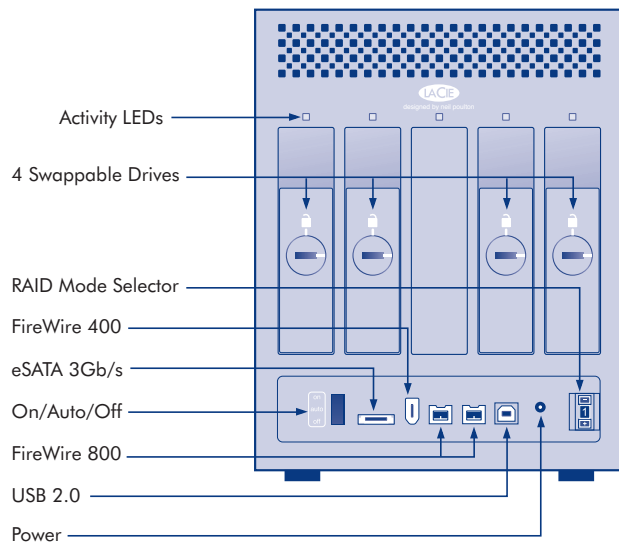 LACIE
designed by neil poulton
Activity LEDs
4 Swappable Drives
RAID Mode Selector
FireWire 400
eSATA 3Gb/s
On/Auto/Off
on
auto
off
1
FireWire 800
USB 2.0
Power